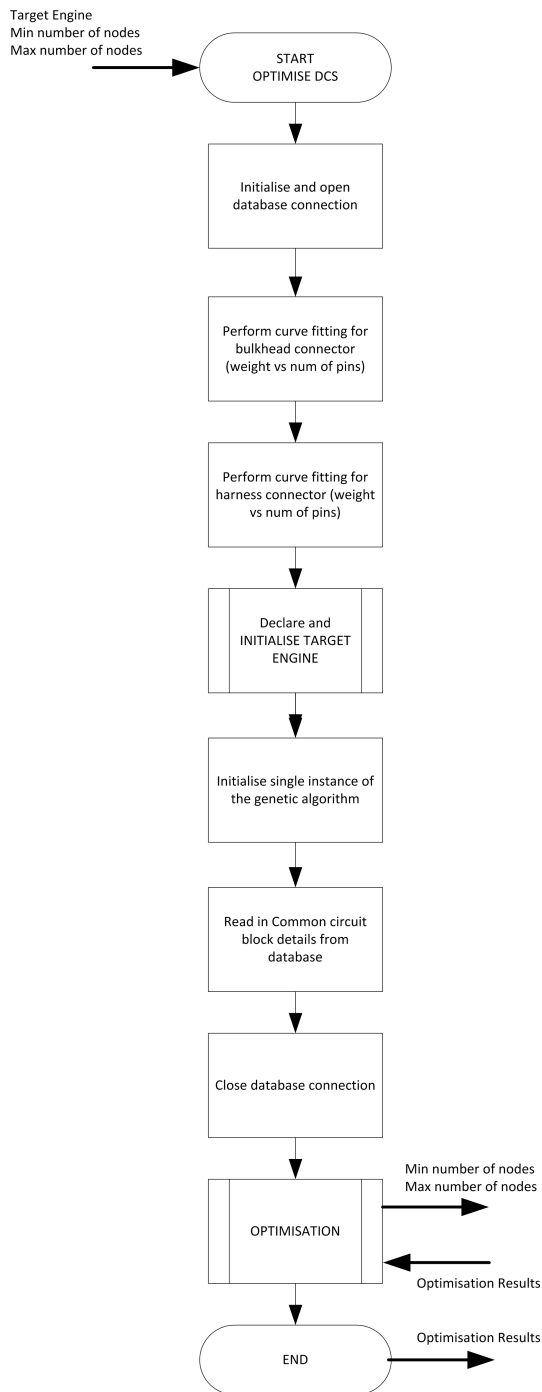 Target Engine
Min number of nodes
Max number of nodes
START
OPTIMISE DCS
Initialise and open
database connection
Perform curve fitting for
bulkhead connector
(weight vs num of pins)
Perform curve fitting for
harness connector (weight
vs num of pins)
Declare and
INITIALISE TARGET
ENGINE
Initialise single instance of
the genetic algorithm
Read in Common circuit
block details from
database
Close database connection
Min number of nodes
Max number of nodes
OPTIMISATION
Optimisation Results
Optimisation Results
END